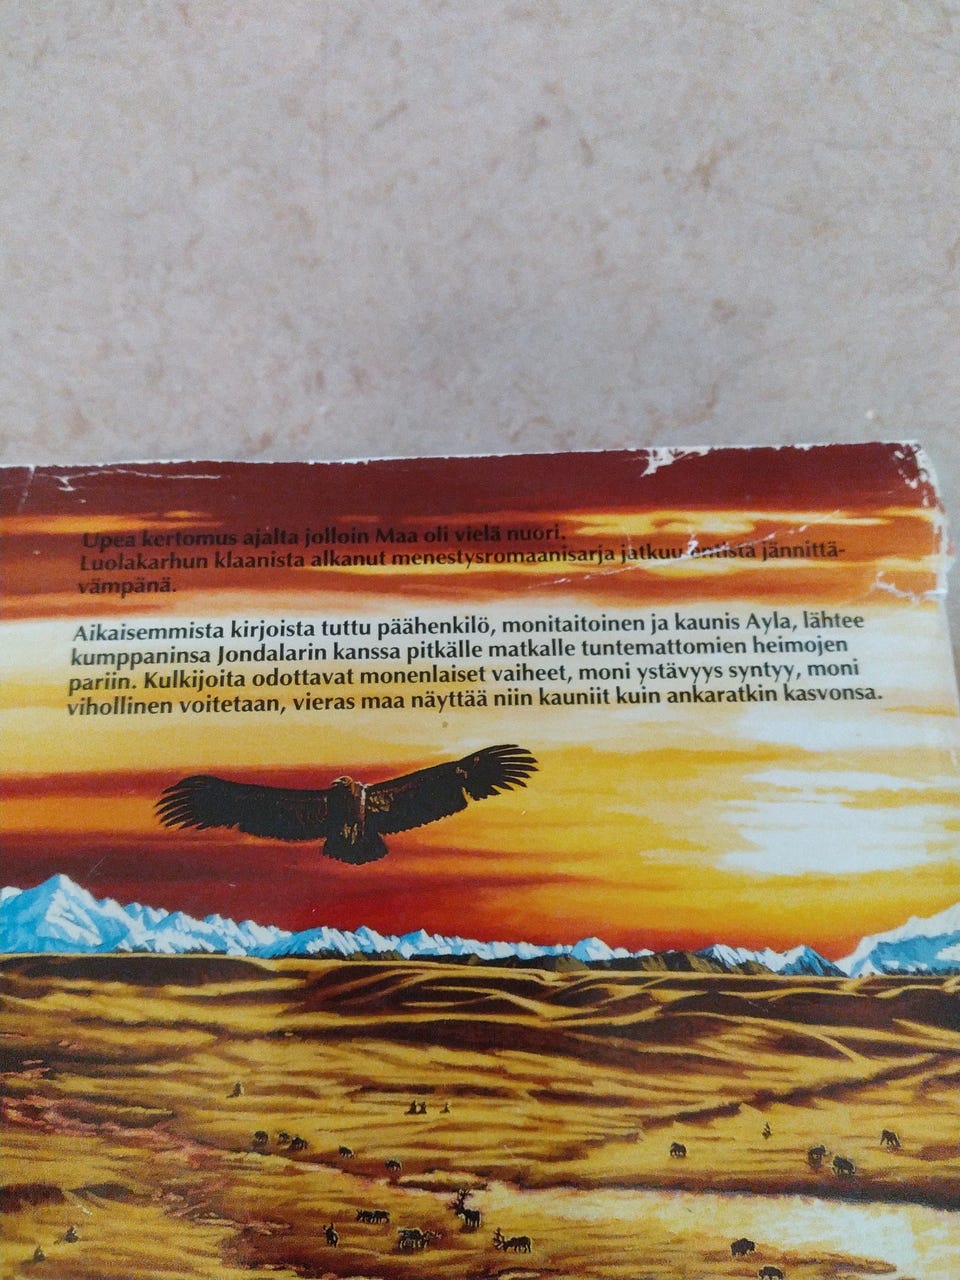 Upea kertomus ajalta jolloin Maa oli vielä nuori.
Luolakarhun klaanista alkanut menestysromaanisarja jatkuu entistä jännittä-
vämpänä.
Aikaisemmista kirjoista tuttu päähenkilö, monitaitoinen ja kaunis Ayla, lähtee
kumppaninsa Jondalarin kanssa pitkälle matkalle tuntemattomien heimojen
pariin. Kulkijoita odottavat monenlaiset vaiheet, moni ystävyys syntyy, moni
vihollinen voitetaan, vieras maa näyttää niin kauniit kuin ankaratkin kasvonsa.